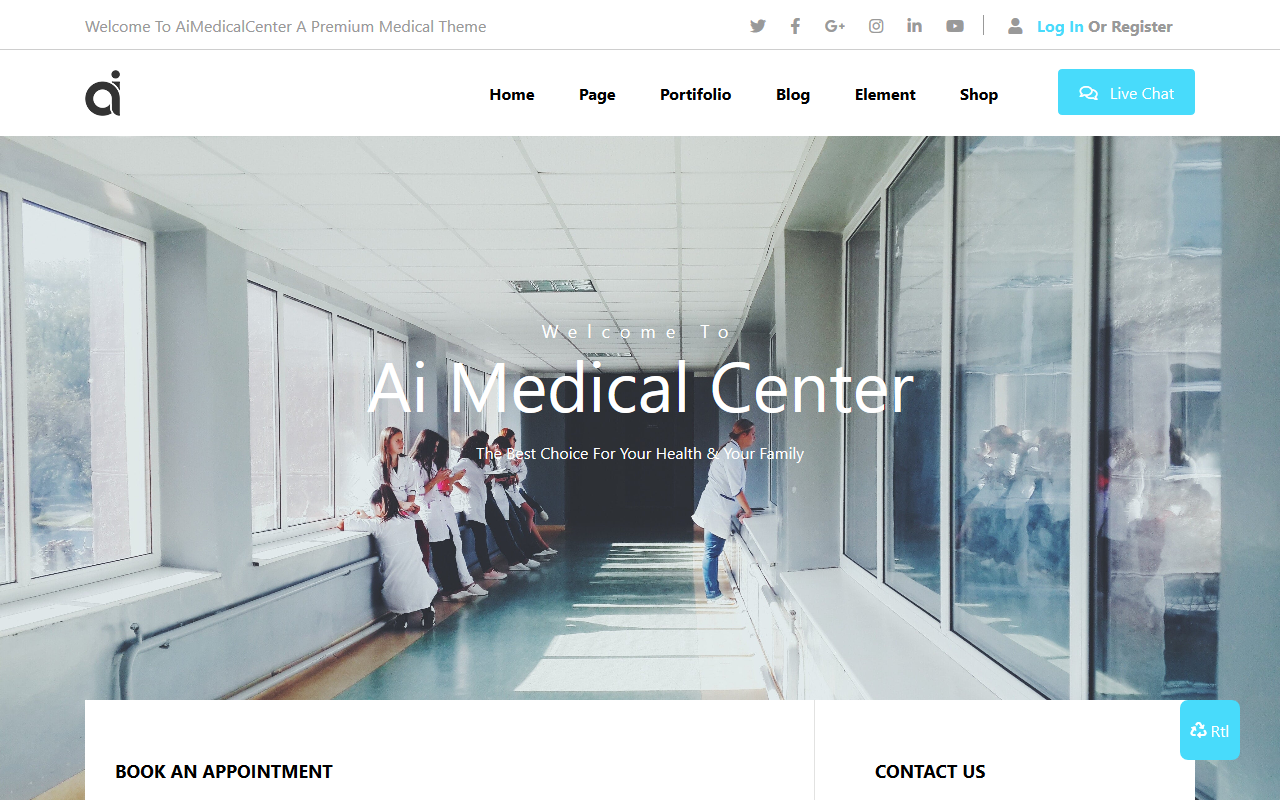 Welcome To AiMedicalCenter A Premium Medical Theme
Log In Or Register
ai
Home Page Portifolio Blog Element Shop
Live Chat
Welcome To
Ai Medical Center
The Best Choice For Your Health & Your Family
Rtl
BOOK AN APPOINTMENT
CONTACT US